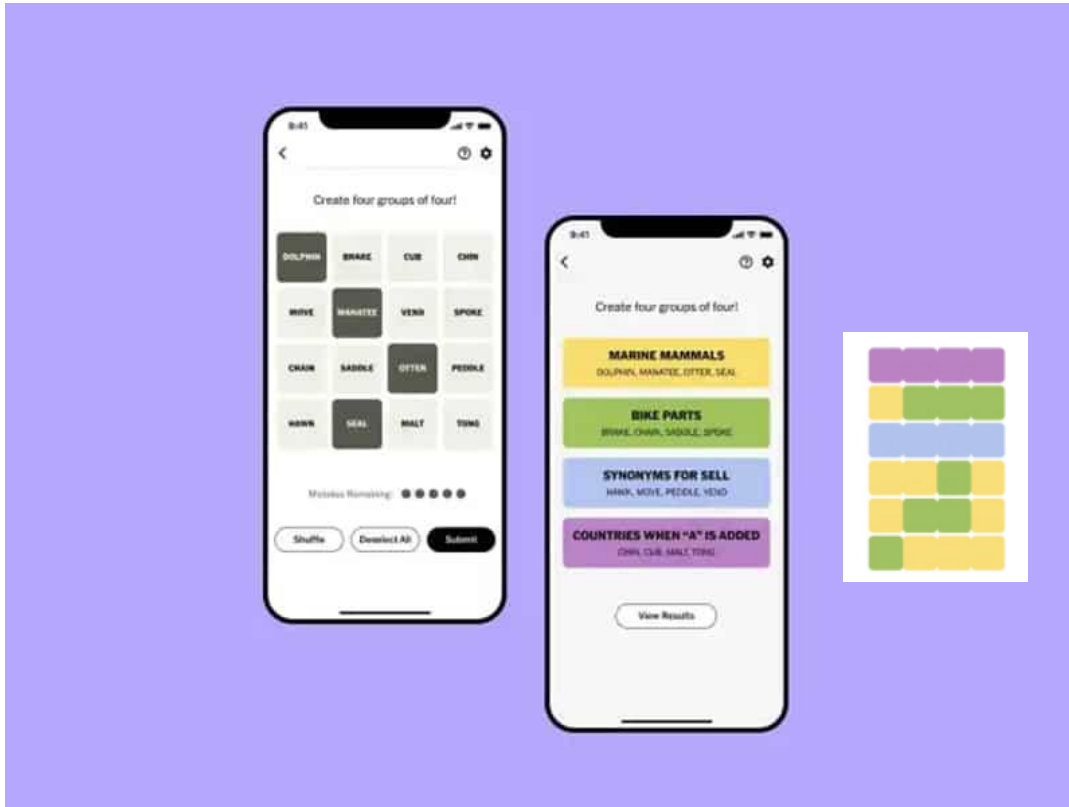 9:41
Create four groups of four!
DOLPHIN BRAKE CUB CHIN
MOVE MANATEE VEND SPOKE
CHAIN SADDLE OTTER PEDDLE
HAWK SEAL MALT TONG
Mistakes Remaining:
Shuffle Deselect All Submit
9:41
Create four groups of four!
MARINE MAMMALS
DOLPHIN, MANATEE, OTTER, SEAL
BIKE PARTS
BRAKE, CHAIN, SADDLE, SPOKE
SYNONYMS FOR SELL
HAWK, MOVE, PEDDLE, VEND
COUNTRIES WHEN “A” IS ADDED
CHIN, CUB, MALT, TONG
View Results